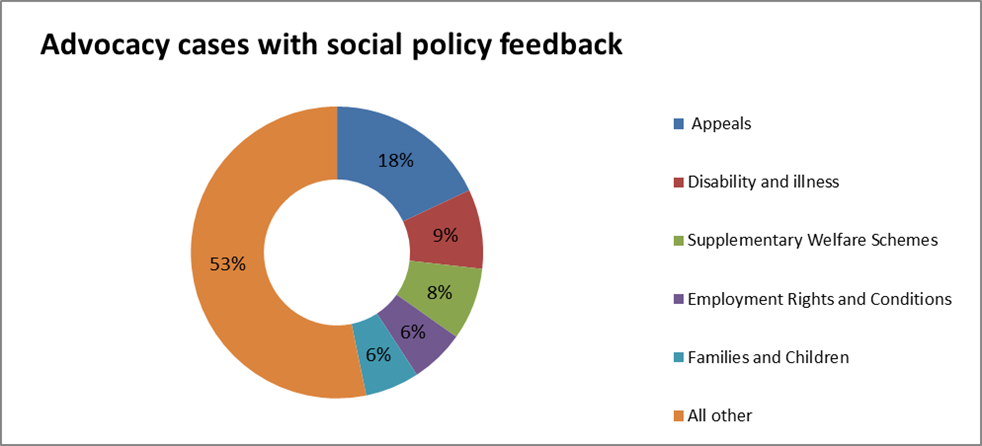 Advocacy cases with social policy feedback
18%
9%
8%
6%
6%
53%
Appeals
Disability and illness
Supplementary Welfare Schemes
Employment Rights and Conditions
Families and Children
All other